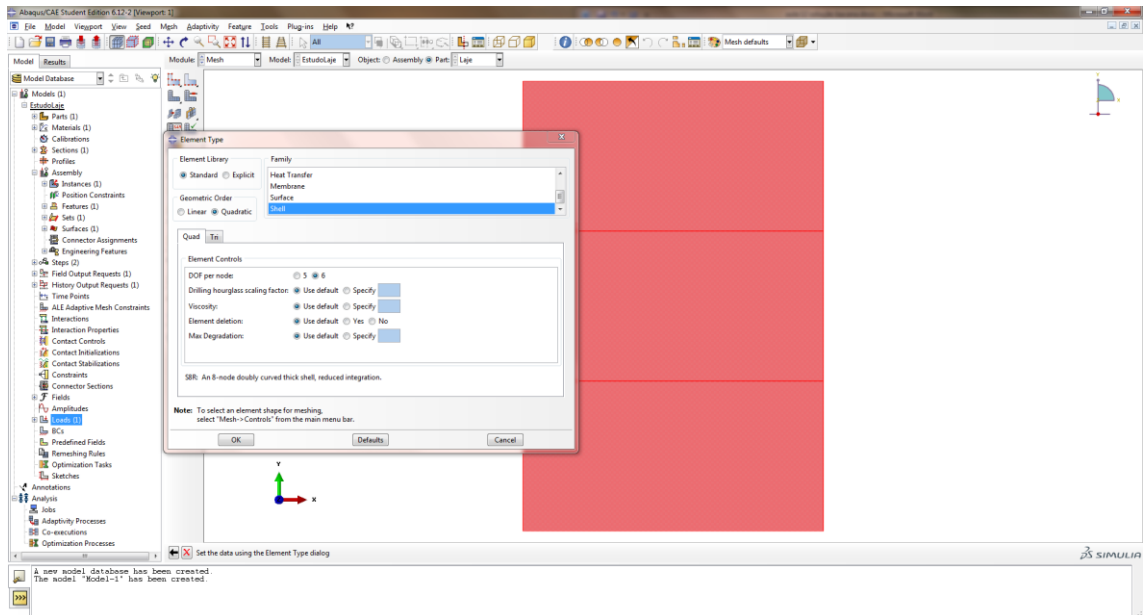 Abaqus/CAE Student Edition 6.12-2 [Viewport: 1]
File Model Viewport View Seed Mesh Adaptivity Feature Tools Plug-ins Help
All
Mesh defaults
Model Results
Module: Mesh Model: EstudoLaje Object: Assembly Part: Laje
Model Database
Models (1)
EstudoLaje
Parts (1)
Materials (1)
Calibrations
Sections (1)
Profiles
Assembly
Instances (1)
Position Constraints
Features (1)
Sets (1)
Surfaces (1)
Connector Assignments
Engineering Features
Steps (2)
Field Output Requests (1)
History Output Requests (1)
Time Points
ALE Adaptive Mesh Constraints
Interactions
Interaction Properties
Contact Controls
Contact Initializations
Contact Stabilizations
Constraints
Connector Sections
Fields
Amplitudes
Loads (1)
BCs
Predefined Fields
Remeshing Rules
Optimization Tasks
Sketches
Annotations
Analysis
Jobs
Adaptivity Processes
Co-executions
Optimization Processes
Element Type
Element Library
Standard Explicit
Geometric Order
Linear Quadratic
Family
Heat Transfer
Membrane
Surface
Shell
Quad Tri
Element Controls
DOF per node: 5 6
Drilling hourglass scaling factor: Use default Specify
Viscosity: Use default Specify
Element deletion: Use default Yes No
Max Degradation: Use default Specify
S8R: An 8-node doubly curved thick shell, reduced integration.
Note: To select an element shape for meshing,
select "Mesh->Controls" from the main menu bar.
OK Defaults Cancel
Y
X
Set the data using the Element Type dialog
SIMULIA
A new model database has been created.
The model "Model-1" has been created.
>>>